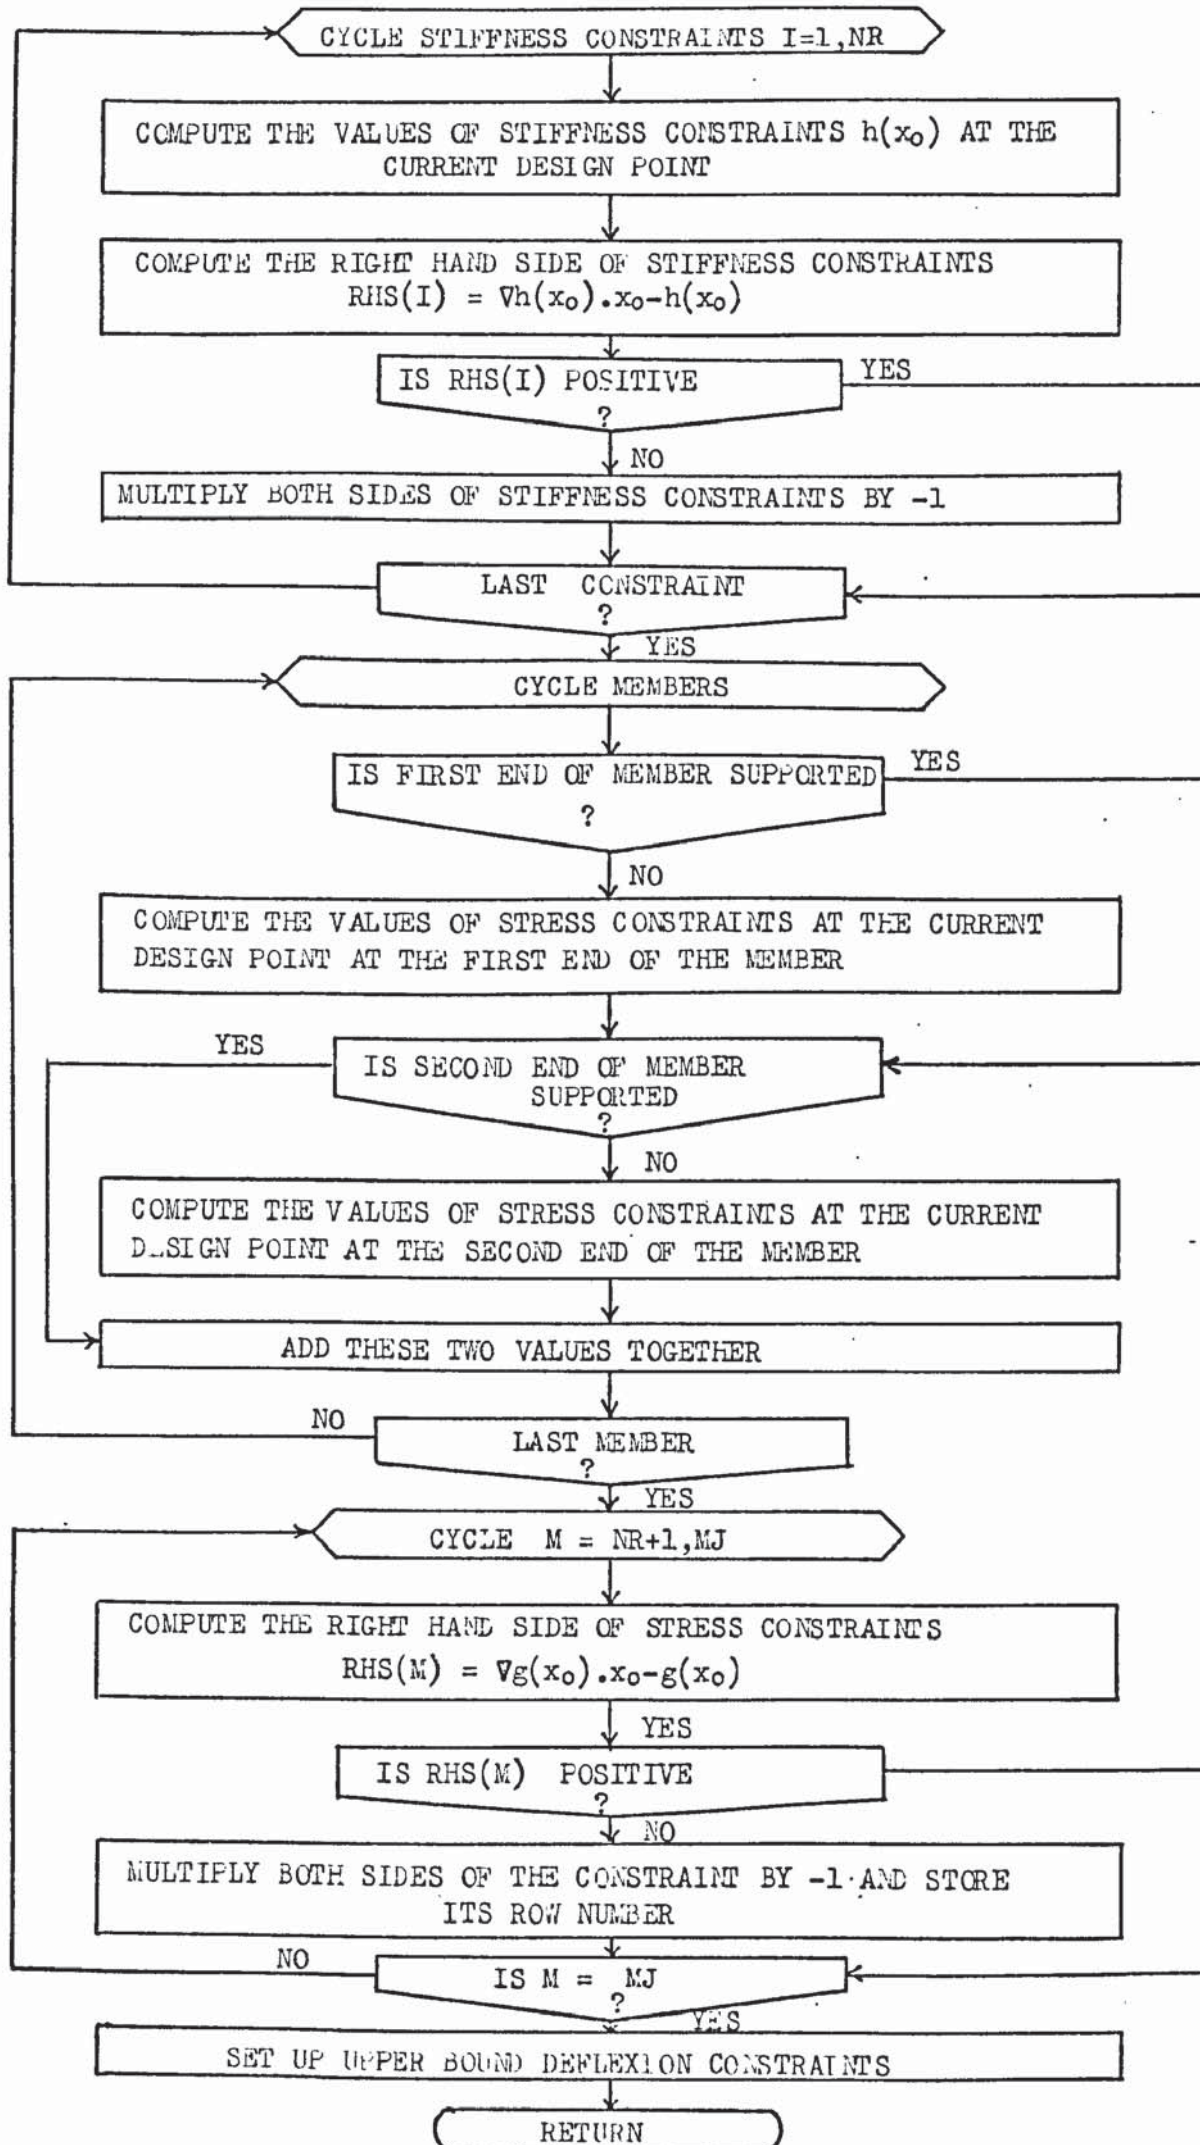 CYCLE STIFFNESS CONSTRAINTS I=1,NR
COMPUTE THE VALUES OF STIFFNESS CONSTRAINTS h(x₀) AT THE
CURRENT DESIGN POINT
COMPUTE THE RIGHT HAND SIDE OF STIFFNESS CONSTRAINTS
RHS(I) = ∇h(x₀).x₀-h(x₀)
IS RHS(I) POSITIVE
?
YES
NO
MULTIPLY BOTH SIDES OF STIFFNESS CONSTRAINTS BY -1
LAST CONSTRAINT
?
YES
CYCLE MEMBERS
IS FIRST END OF MEMBER SUPPORTED
?
YES
NO
COMPUTE THE VALUES OF STRESS CONSTRAINTS AT THE CURRENT
DESIGN POINT AT THE FIRST END OF THE MEMBER
YES
IS SECOND END OF MEMBER
SUPPORTED
?
NO
COMPUTE THE VALUES OF STRESS CONSTRAINTS AT THE CURRENT
DESIGN POINT AT THE SECOND END OF THE MEMBER
ADD THESE TWO VALUES TOGETHER
NO
LAST MEMBER
?
YES
CYCLE M = NR+1,MJ
COMPUTE THE RIGHT HAND SIDE OF STRESS CONSTRAINTS
RHS(M) = ∇g(x₀).x₀-g(x₀)
YES
IS RHS(M) POSITIVE
?
NO
MULTIPLY BOTH SIDES OF THE CONSTRAINT BY -1 AND STORE
ITS ROW NUMBER
NO
IS M = MJ
?
YES
SET UP UPPER BOUND DEFLEXION CONSTRAINTS
RETURN